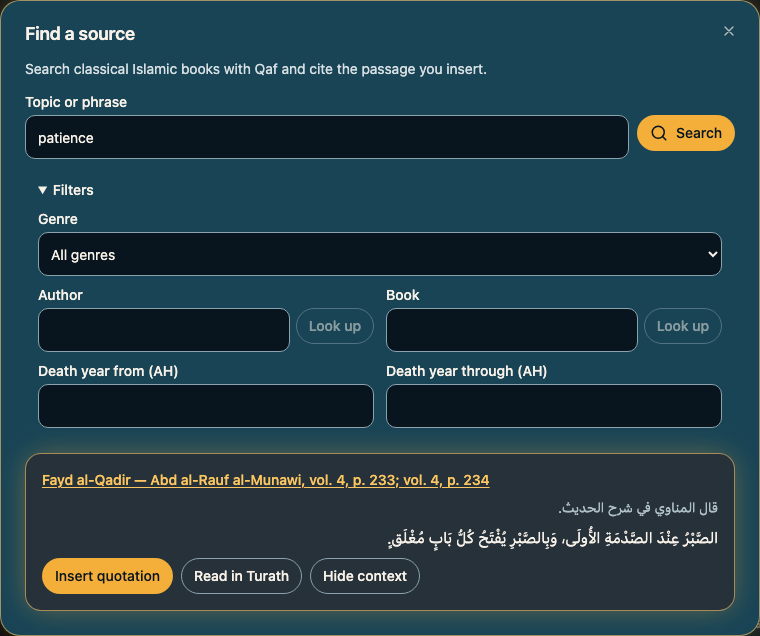 Find a source
×
Search classical Islamic books with Qaf and cite the passage you insert.
Topic or phrase
patience
Search
▼ Filters
Genre
All genres
Author
Book
Look up
Look up
Death year from (AH)
Death year through (AH)
Fayd al-Qadir — Abd al-Rauf al-Munawi, vol. 4, p. 233; vol. 4, p. 234
قال المناوي في شرح الحديث.
الصَّبْرُ عِنْدَ الصَّدْمَةِ الأُولَى، وَبِالصَّبْرِ يُفْتَحُ كُلُّ بَابٍ مُغْلَقٍ.
Insert quotation
Read in Turath
Hide context